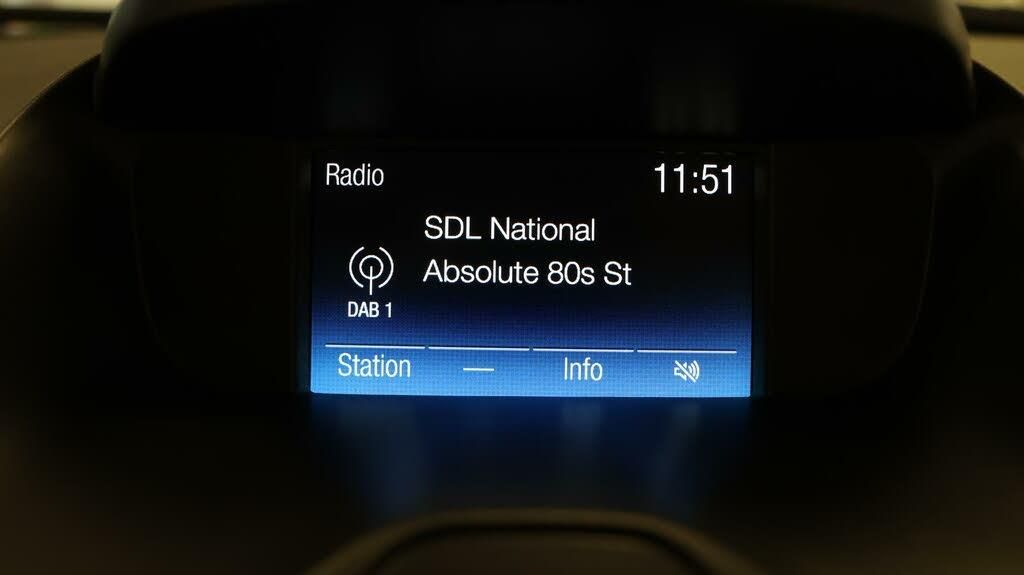 Radio 11:51
SDL National
Absolute 80s St
DAB 1
Station — Info